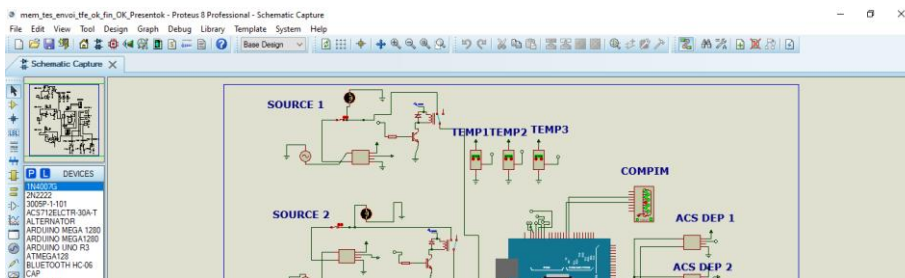 mem_tes_envoi_tfe_ok_fin_OK_Presentok - Proteus 8 Professional - Schematic Capture
File Edit View Tool Design Graph Debug Library Template System Help
Base Design
Schematic Capture
SOURCE 1
TEMP1TEMP2 TEMP3
P L DEVICES
1N4007G
2N2222
3005P-1-101
ACS712ELCTR-30A-T
ALTERNATOR
ARDUINO MEGA 1280
ARDUINO MEGA1280
ARDUINO UNO R3
ATMEGA128
BLUETOOTH HC-06
CAP
COMPIM
SOURCE 2
ACS DEP 1
ACS DEP 2